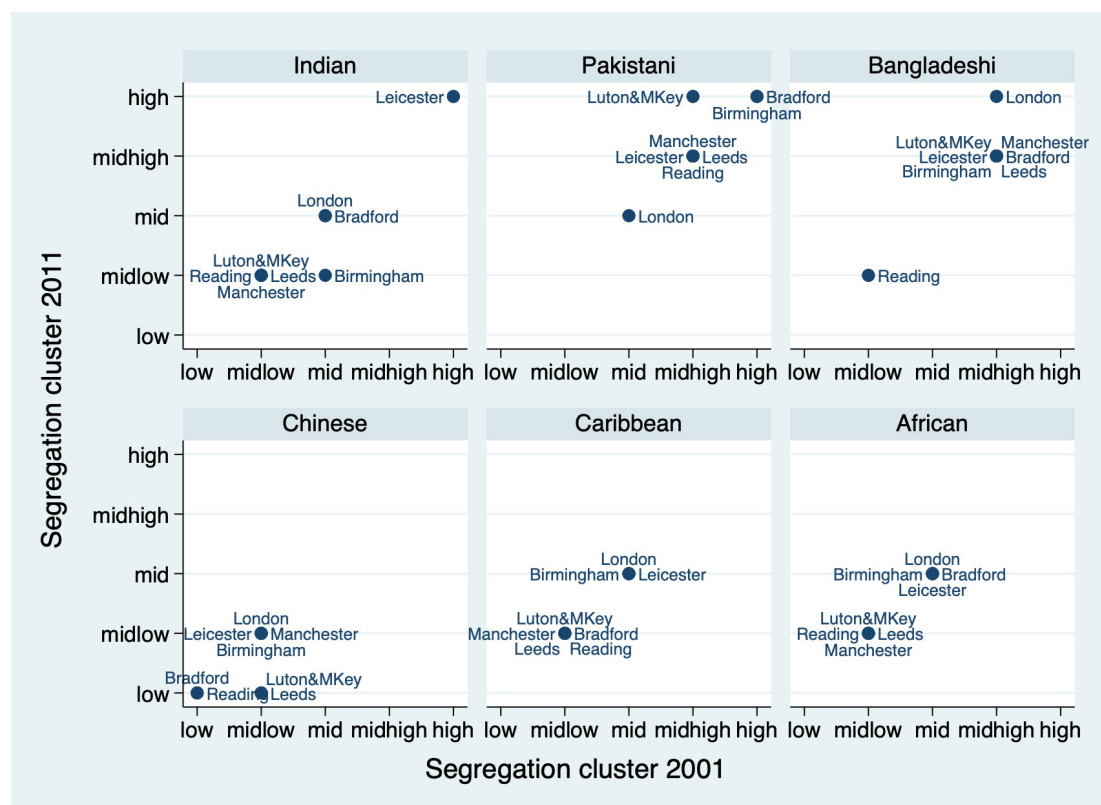 Indian
Pakistani
Bangladeshi
Segregation cluster 2011
high
midhigh
mid
midlow
low
Leicester
London
Bradford
Luton&MKey
Reading Leeds
Manchester
Birmingham
low midlow mid midhigh high
Luton&MKey
Bradford
Birmingham
Manchester
Leicester Leeds
Reading
London
low midlow mid midhigh high
London
Luton&MKey Manchester
Leicester Bradford
Birmingham Leeds
Reading
low midlow mid midhigh high
Chinese
Caribbean
African
high
midhigh
mid
midlow
low
London
Leicester Manchester
Birmingham
Bradford
Reading
Luton&MKey
Leeds
low midlow mid midhigh high
London
Birmingham Leicester
Luton&MKey
Manchester Bradford
Leeds Reading
low midlow mid midhigh high
London
Birmingham Bradford
Leicester
Luton&MKey
Reading Leeds
Manchester
low midlow mid midhigh high
Segregation cluster 2001